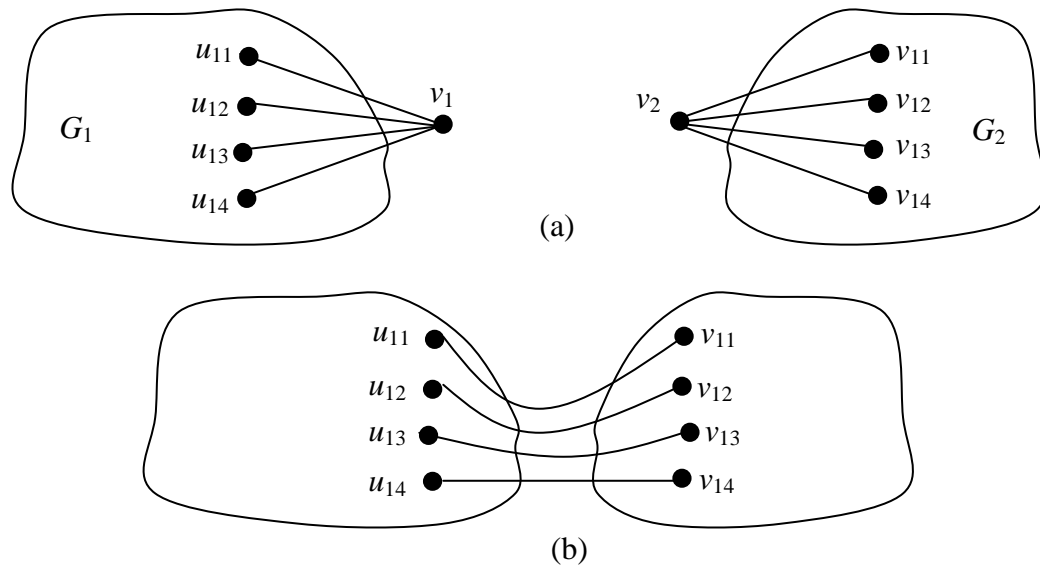 u₁₁ v₁₁
v₁ v₂
u₁₂ v₁₂
G₁ G₂
u₁₃ v₁₃
u₁₄ v₁₄
(a)
u₁₁ v₁₁
u₁₂ v₁₂
u₁₃ v₁₃
u₁₄ v₁₄
(b)